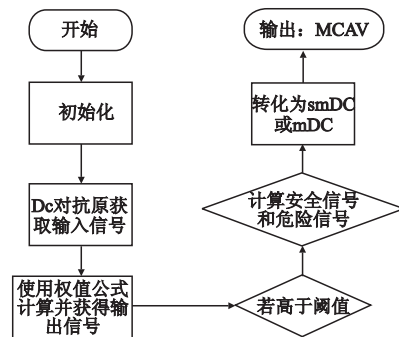 开始
初始化
Dc对抗原获
取输入信号
使用权值公式
计算并获得输
出信号
若高于阈值
计算安全信号
和危险信号
转化为smDC
或mDC
输出：MCAV